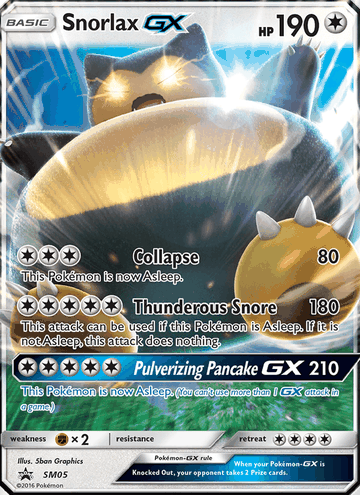 BASIC Snorlax GX HP 190
Collapse 80
This Pokémon is now Asleep.
Thunderous Snore 180
This attack can be used if this Pokémon is Asleep. If it is
not Asleep, this attack does nothing.
Pulverizing Pancake GX 210
This Pokémon is now Asleep. (You can't use more than 1 GX attack in
a game.)
weakness ×2 resistance retreat
Illus. 5ban Graphics
SM05
©2016 Pokémon
Pokémon-GX rule
When your Pokémon-GX is
Knocked Out, your opponent takes 2 Prize cards.